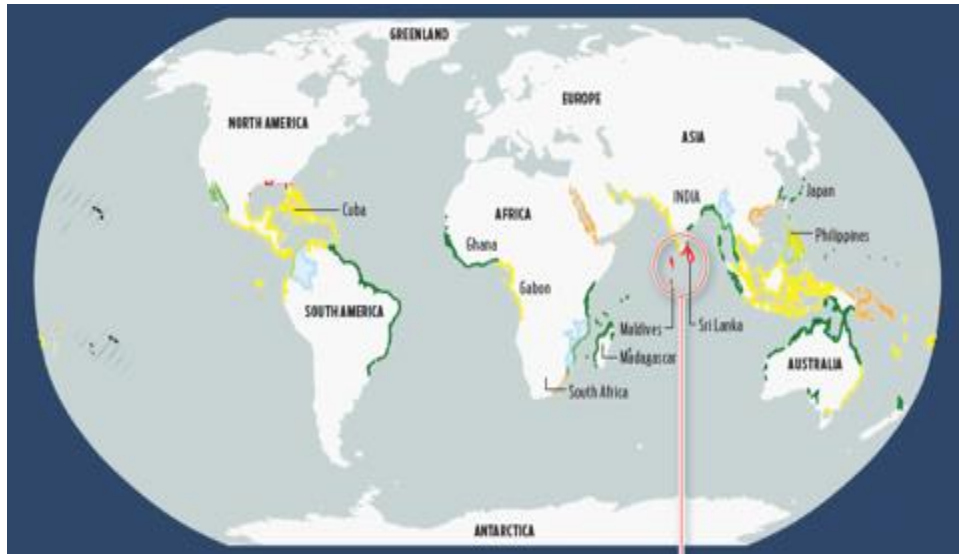 GREENLAND
EUROPE
NORTH AMERICA
ASIA
Japan
INDIA
Cuba
AFRICA
Philippines
Ghana
Gabon
SOUTH AMERICA
Maldives
Sri Lanka
Madagascar
AUSTRALIA
South Africa
ANTARCTICA